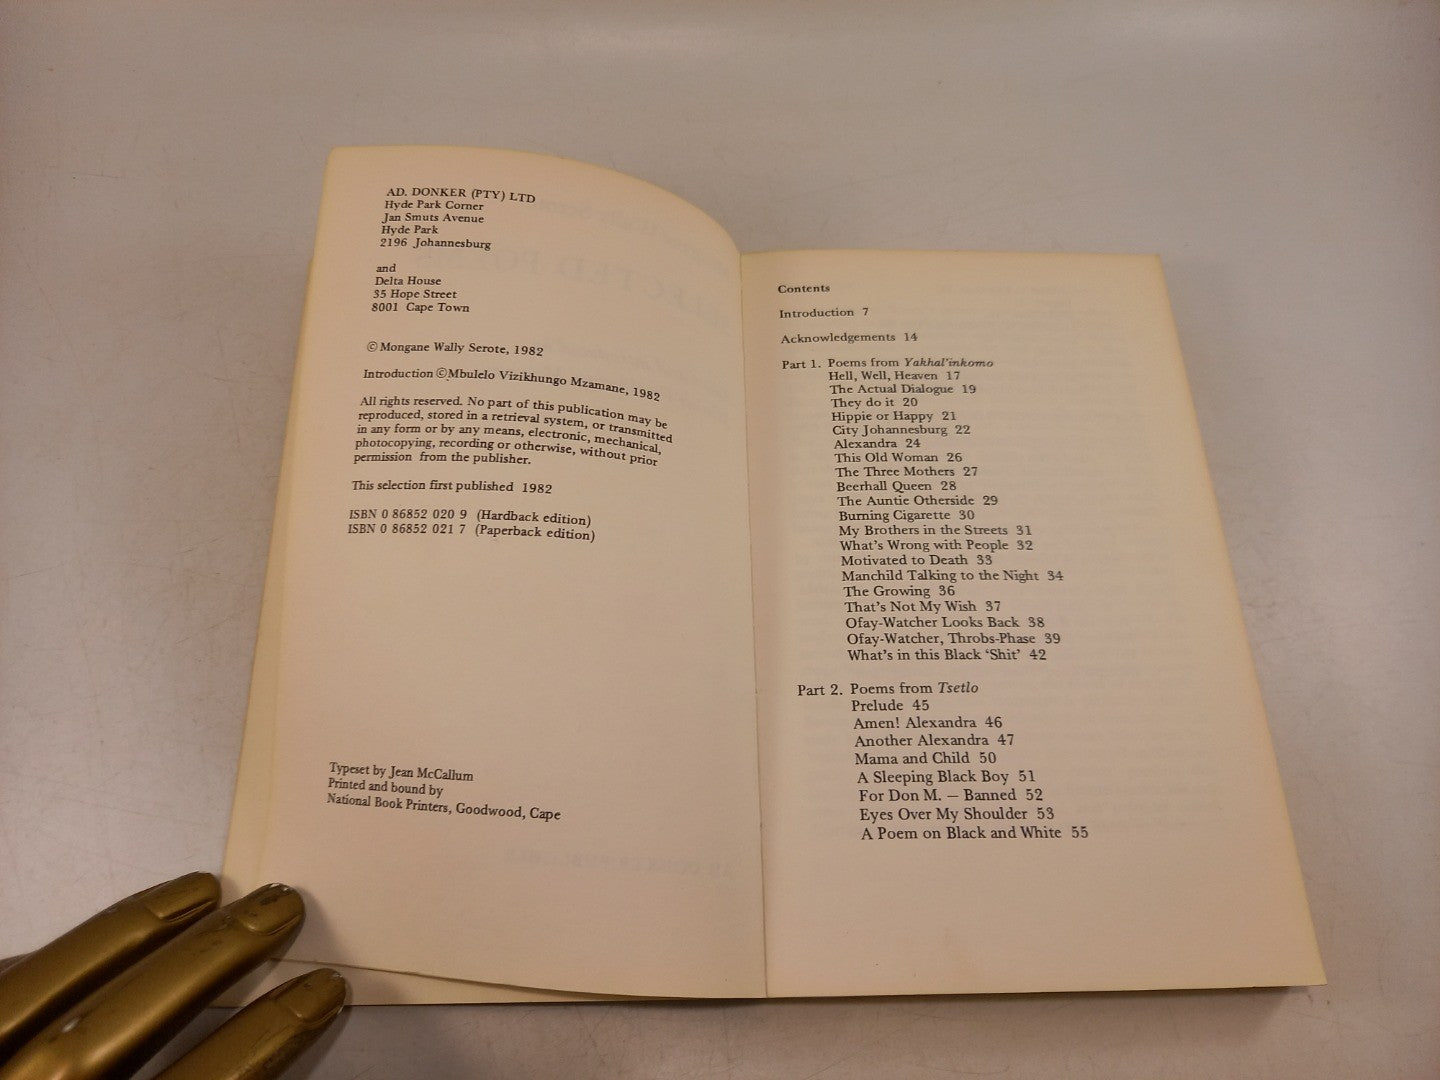 AD. DONKER (PTY) LTD
Hyde Park Corner
Jan Smuts Avenue
Hyde Park
2196 Johannesburg
and
Delta House
35 Hope Street
8001 Cape Town
© Mongane Wally Serote, 1982
Introduction ©Mbulelo Vizikhungo Mzamane, 1982
All rights reserved. No part of this publication may be
reproduced, stored in a retrieval system, or transmitted
in any form or by any means, electronic, mechanical,
photocopying, recording or otherwise, without prior
permission from the publisher.
This selection first published 1982
ISBN 0 86852 020 9 (Hardback edition)
ISBN 0 86852 021 7 (Paperback edition)
Typeset by Jean McCallum
Printed and bound by
National Book Printers, Goodwood, Cape
Contents
Introduction 7
Acknowledgements 14
Part 1. Poems from Yakhal'inkomo
Hell, Well, Heaven 17
The Actual Dialogue 19
They do it 20
Hippie or Happy 21
City Johannesburg 22
Alexandra 24
This Old Woman 26
The Three Mothers 27
Beerhall Queen 28
The Auntie Otherside 29
Burning Cigarette 30
My Brothers in the Streets 31
What's Wrong with People 32
Motivated to Death 33
Manchild Talking to the Night 34
The Growing 36
That's Not My Wish 37
Ofay-Watcher Looks Back 38
Ofay-Watcher, Throbs-Phase 39
What's in this Black 'Shit' 42
Part 2. Poems from Tsetlo
Prelude 45
Amen! Alexandra 46
Another Alexandra 47
Mama and Child 50
A Sleeping Black Boy 51
For Don M. — Banned 52
Eyes Over My Shoulder 53
A Poem on Black and White 55